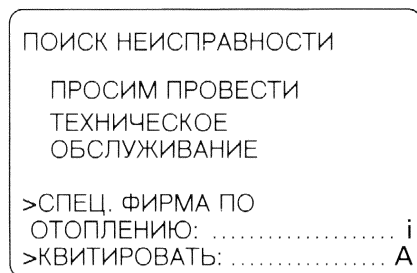 ПОИСК НЕИСПРАВНОСТИ
ПРОСИМ ПРОВЕСТИ
ТЕХНИЧЕСКОЕ
ОБСЛУЖИВАНИЕ
>СПЕЦ. ФИРМА ПО
ОТОПЛЕНИЮ: .................. i
>КВИТИРОВАТЬ: ................ A